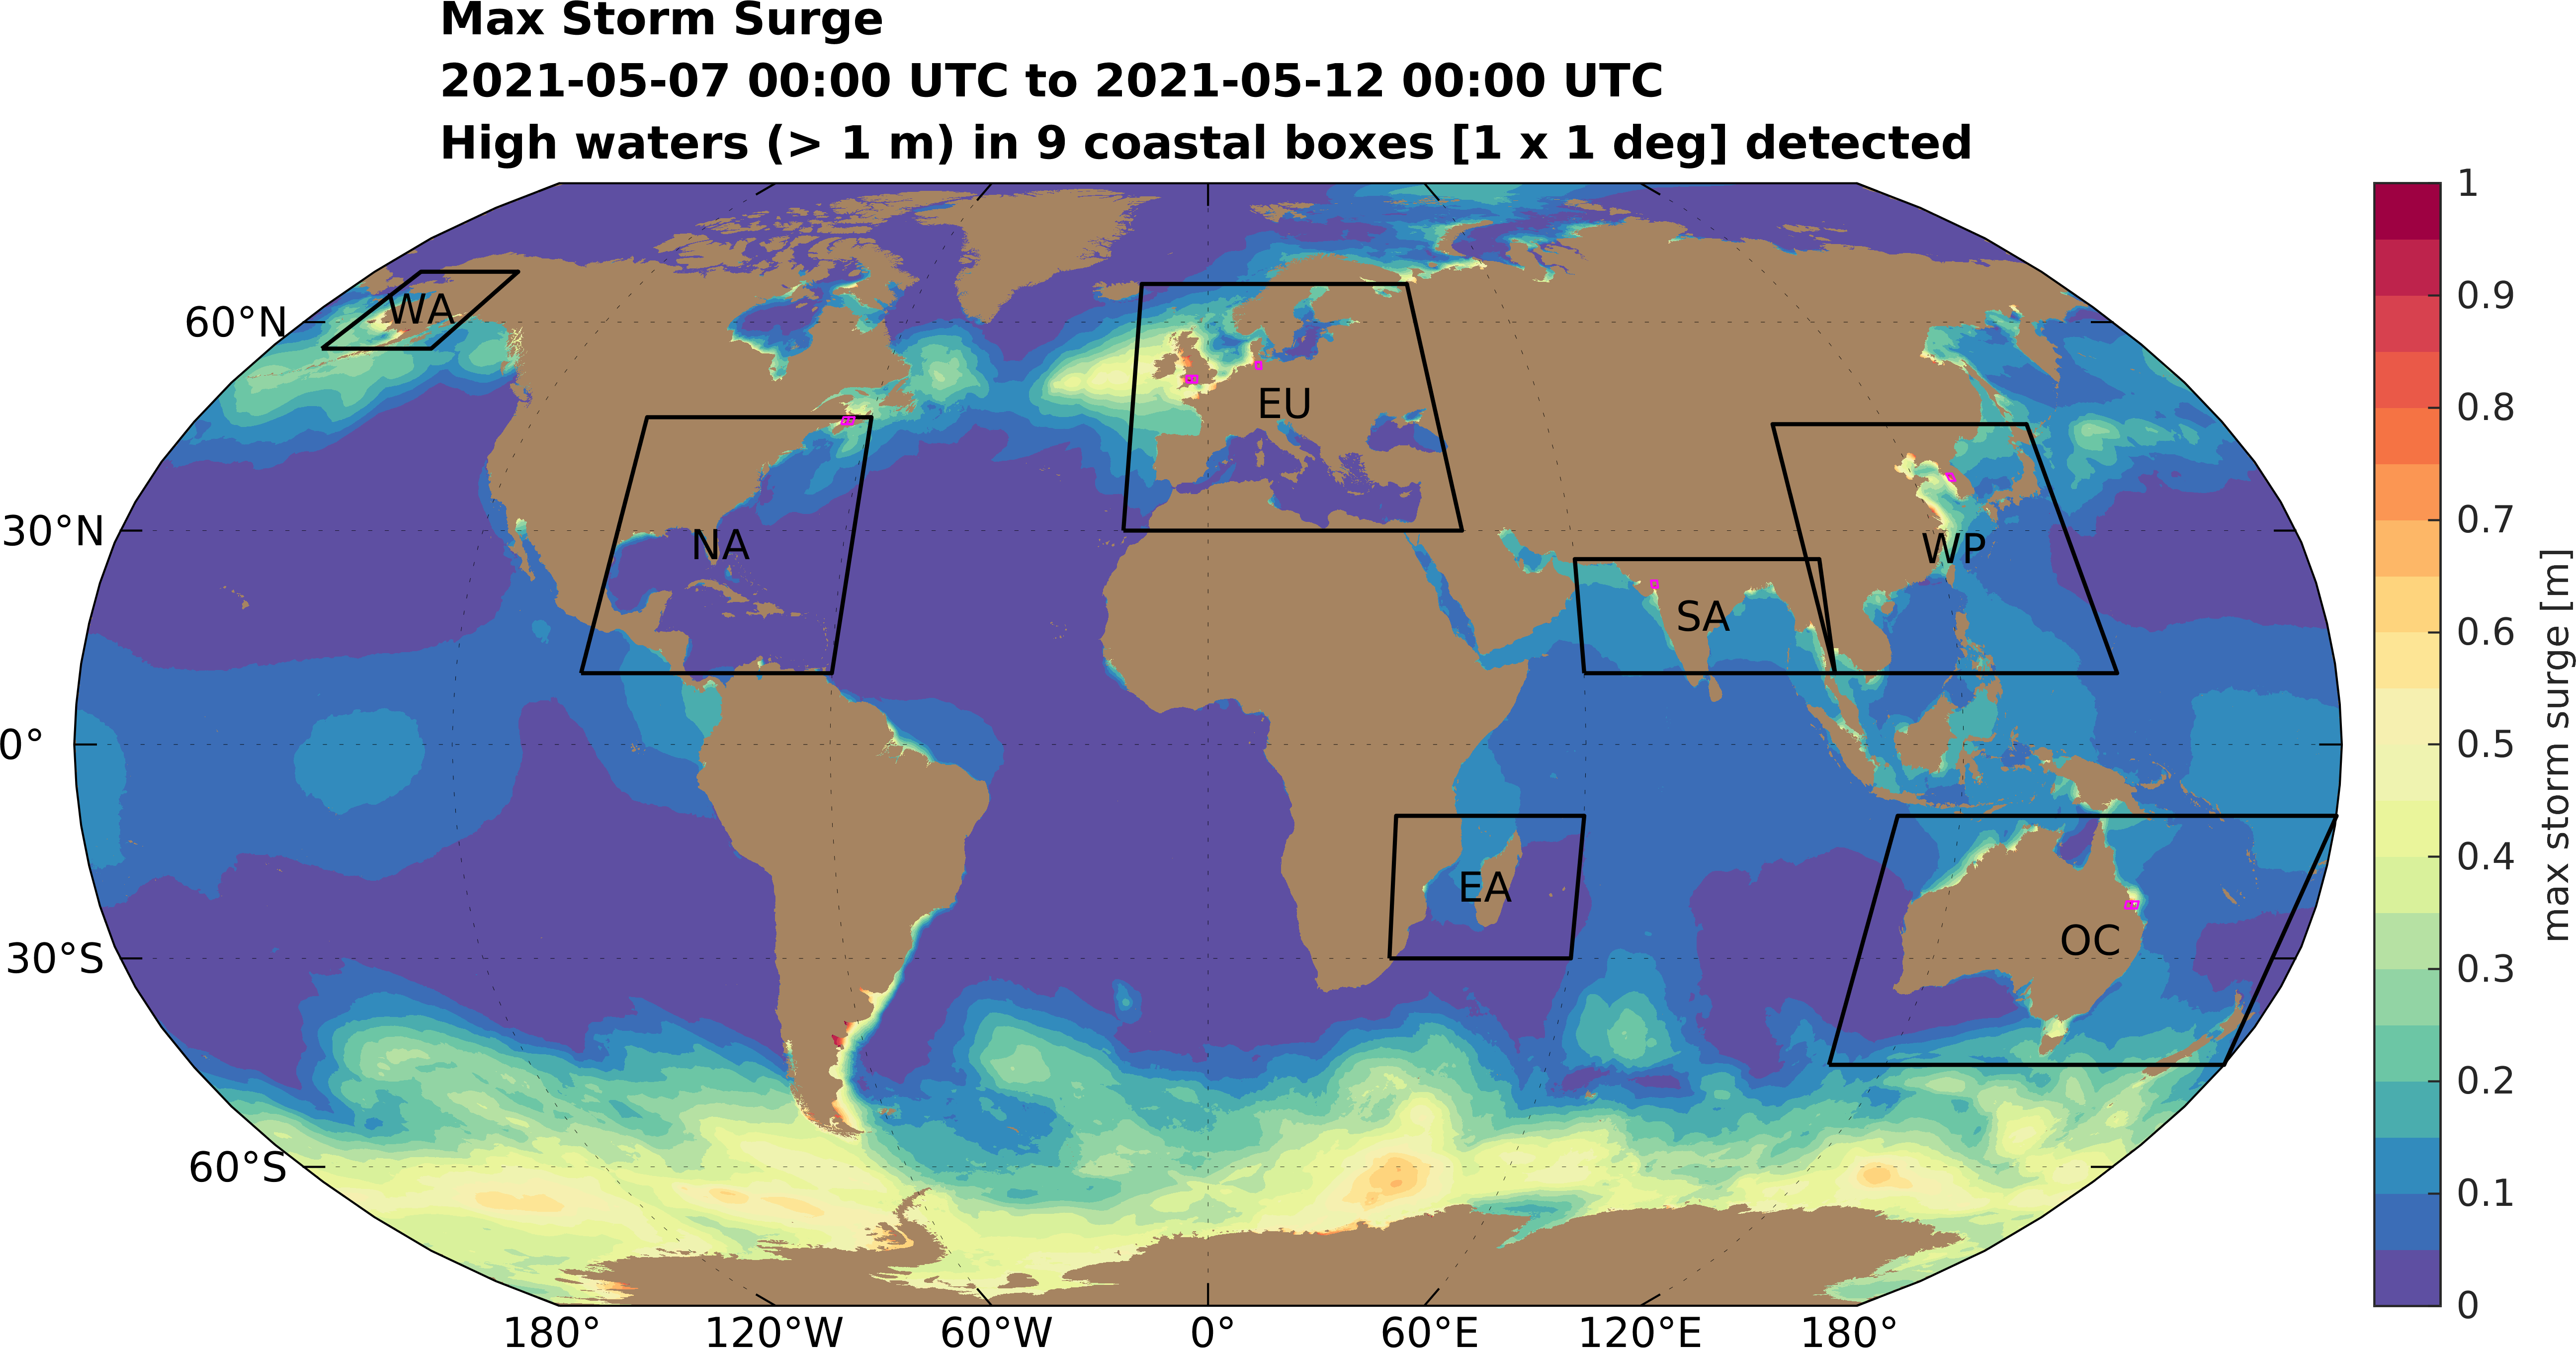 Max Storm Surge
2021-05-07 00:00 UTC to 2021-05-12 00:00 UTC
High waters (> 1 m) in 9 coastal boxes [1 x 1 deg] detected
60°N
30°N
0°
30°S
60°S
WA
NA
EU
SA
WP
EA
OC
180°
120°W
60°W
0°
60°E
120°E
180°
1
0.9
0.8
0.7
0.6
0.5
0.4
0.3
0.2
0.1
0
max storm surge [m]